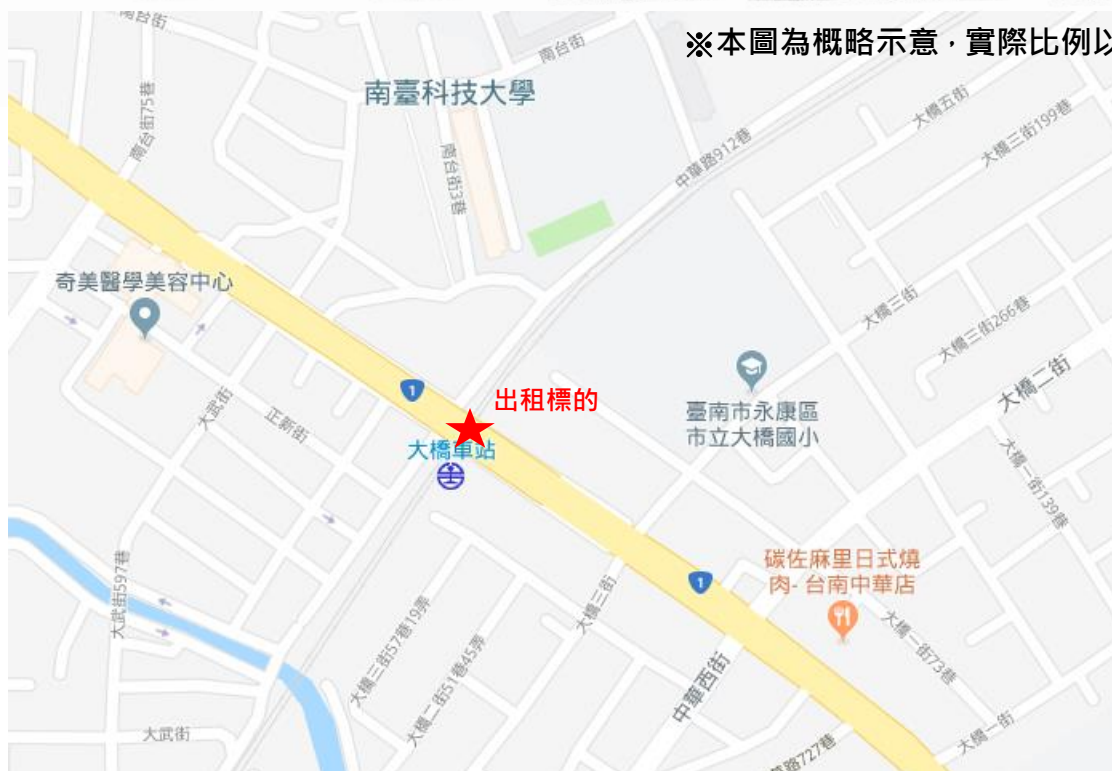 南台街
南台街
※本圖為概略示意，實際比例以
南臺科技大學
南台街75巷
南台街3巷
中華路912巷
大橋五街
大橋三街199巷
奇美醫學美容中心
大橋三街
大橋三街266巷
1
出租標的
大橋車站
大武街
正新街
臺南市永康區
市立大橋國小
大橋二街
大橋一街139巷
1
碳佐麻里日式燒
肉- 台南中華店
大武街597巷
大橋三街57巷19弄
大橋二街51巷45弄
大橋三街
中華西街
大橋一街73巷
大橋一街
大武街
路727巷